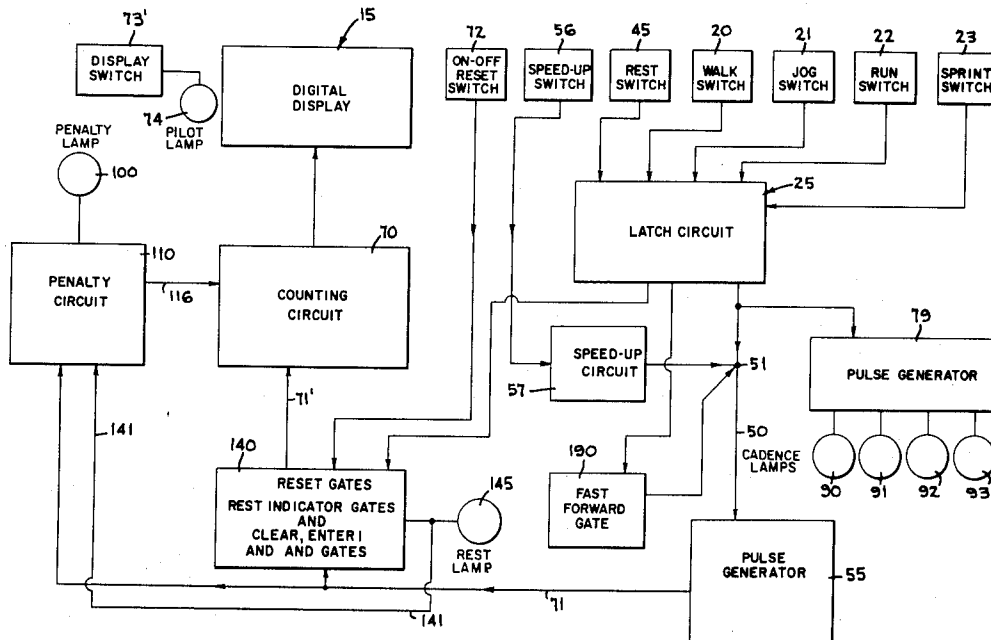 73'
DISPLAY
SWITCH
74
PILOT
LAMP
15
DIGITAL
DISPLAY
72
ON-OFF
RESET
SWITCH
56
SPEED-UP
SWITCH
45
REST
SWITCH
20
WALK
SWITCH
21
JOG
SWITCH
22
RUN
SWITCH
23
SPRINT
SWITCH
PENALTY
LAMP
100
110
PENALTY
CIRCUIT
116
70
COUNTING
CIRCUIT
25
LATCH CIRCUIT
SPEED-UP
CIRCUIT
57
51
79
PULSE GENERATOR
50
CADENCE
LAMPS
90
91
92
93
71'
141
140
RESET GATES
REST INDICATOR GATES
AND
CLEAR, ENTER I
AND AND GATES
145
REST
LAMP
190
FAST
FORWARD
GATE
PULSE
GENERATOR
55
71
141